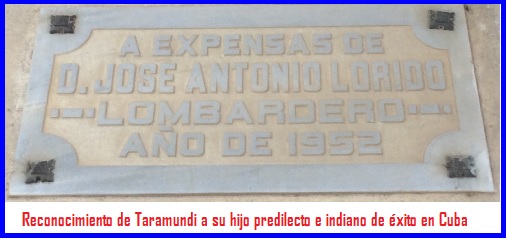 A EXPENSAS DE
D. JOSE ANTONIO LORIDO
LOMBARDERO
AÑO DE 1952
Reconocimiento de Taramundi a su hijo predilecto e indiano de éxito en Cuba